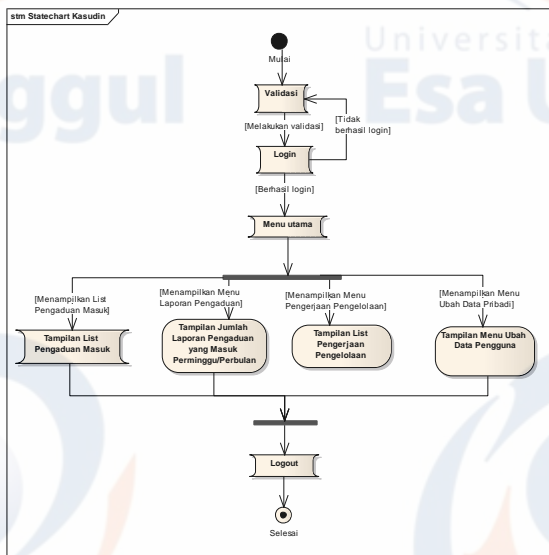 stm Statechart Kasudin
Universit
ggul
Esa U
Mulai
Validasi
[Melakukan validasi]
[Tidak
berhasil login]
Login
[Berhasil login]
Menu utama
[Menampilkan List
Pengaduan Masuk]
[Menampilkan Menu
Laporan Pengaduan]
[Menampilkan Menu
Pengerjaan Pengelolaan]
[Menampilkan Menu
Ubah Data Pribadi]
Tampilan List
Pengaduan Masuk
Tampilan Jumlah
Laporan Pengaduan
yang Masuk
Perminggu/Perbulan
Tampilan List
Pengerjaan
Pengelolaan
Tampilan Menu Ubah
Data Pengguna
Logout
Selesai